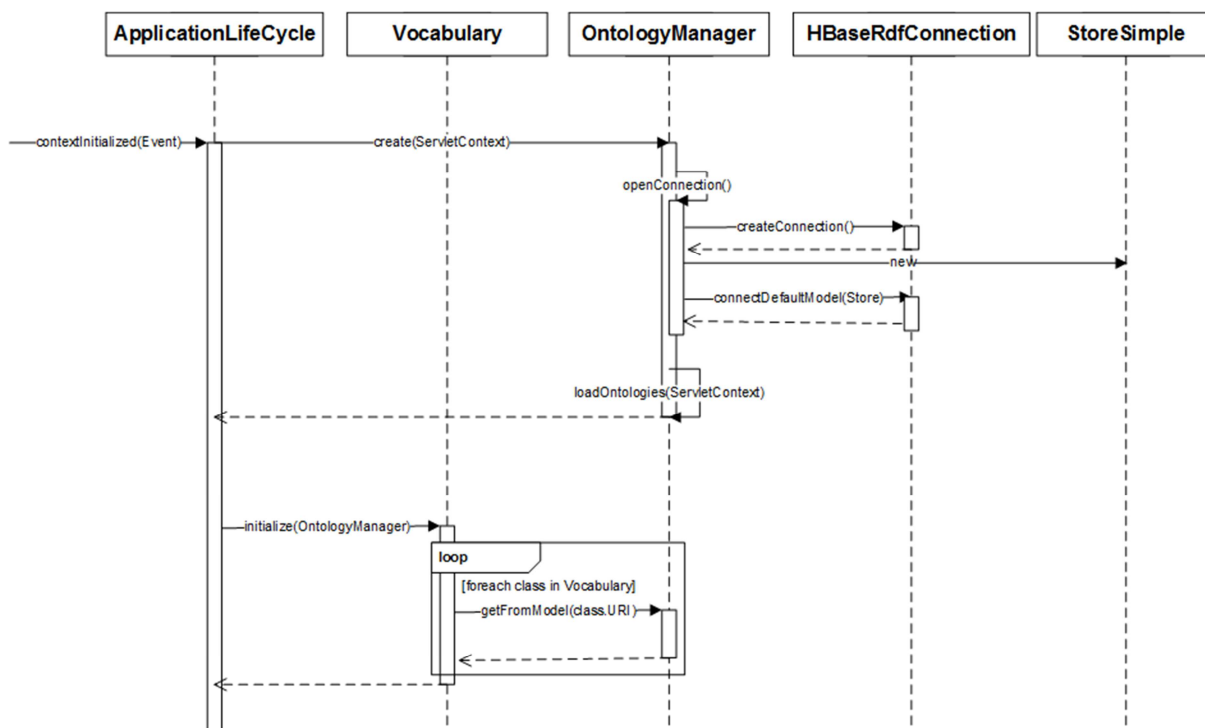 ApplicationLifeCycle
Vocabulary
OntologyManager
HBaseRdfConnection
StoreSimple
contextInitialized(Event)
create(ServletContext)
openConnection()
createConnection()
new
connectDefaultModel(Store)
loadOntologies(ServletContext)
initialize(OntologyManager)
loop
[foreach class in Vocabulary]
getFromModel(class.URI)